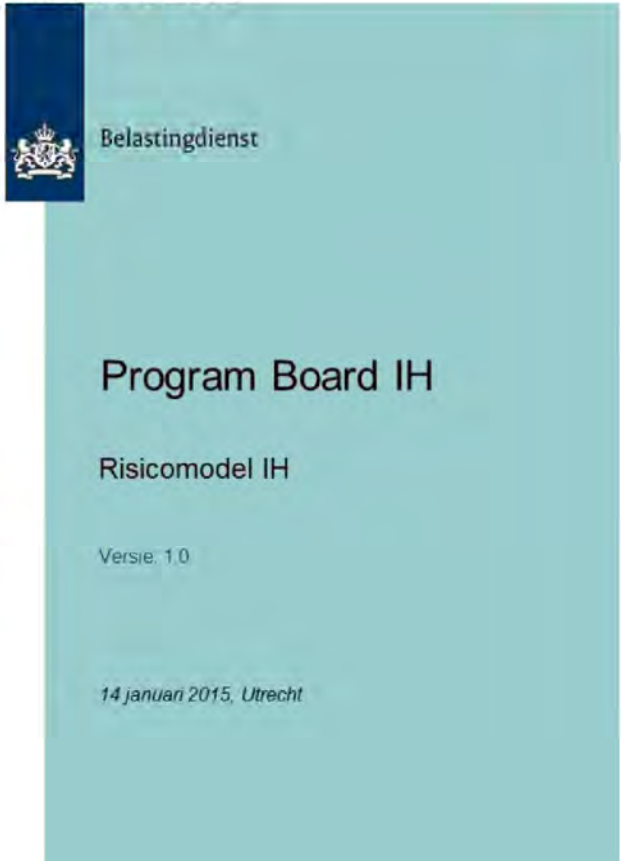 Belastingdienst
Program Board IH
Risicomodel IH
Versie: 1.0
14 januari 2015, Utrecht